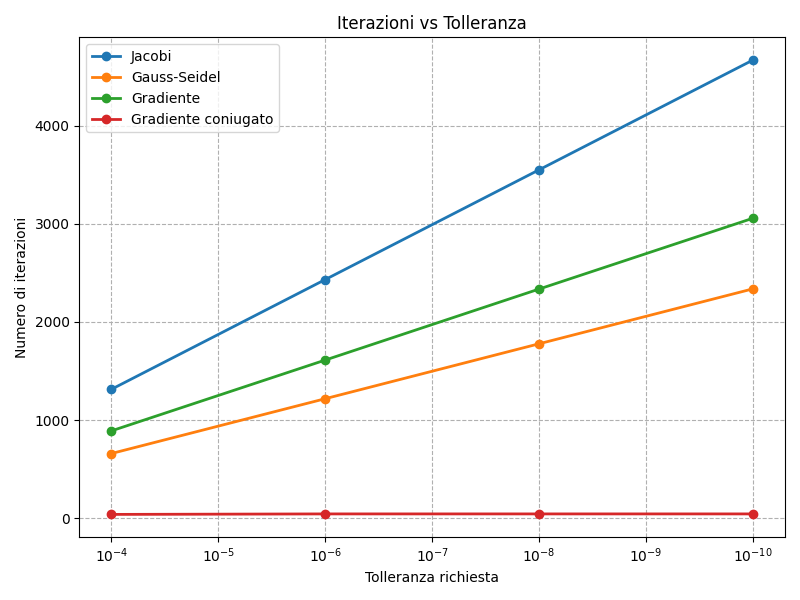 Iterazioni vs Tolleranza
Jacobi
Gauss-Seidel
Gradiente
Gradiente coniugato
Numero di iterazioni
4000
3000
2000
1000
0
10⁻⁴ 10⁻⁵ 10⁻⁶ 10⁻⁷ 10⁻⁸ 10⁻⁹ 10⁻¹⁰
Tolleranza richiesta